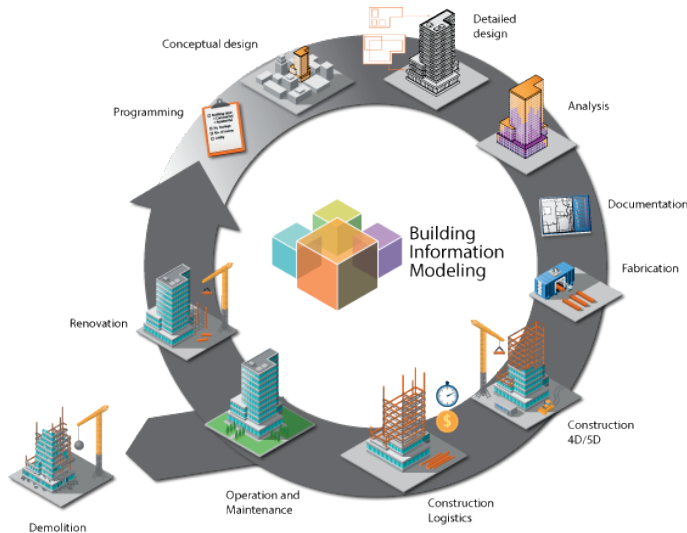 Detailed
design
Conceptual design
Programming
Analysis
Documentation
Building
Information
Modeling
Fabrication
Renovation
$
Construction
4D/5D
Operation and
Maintenance
Construction
Logistics
Demolition